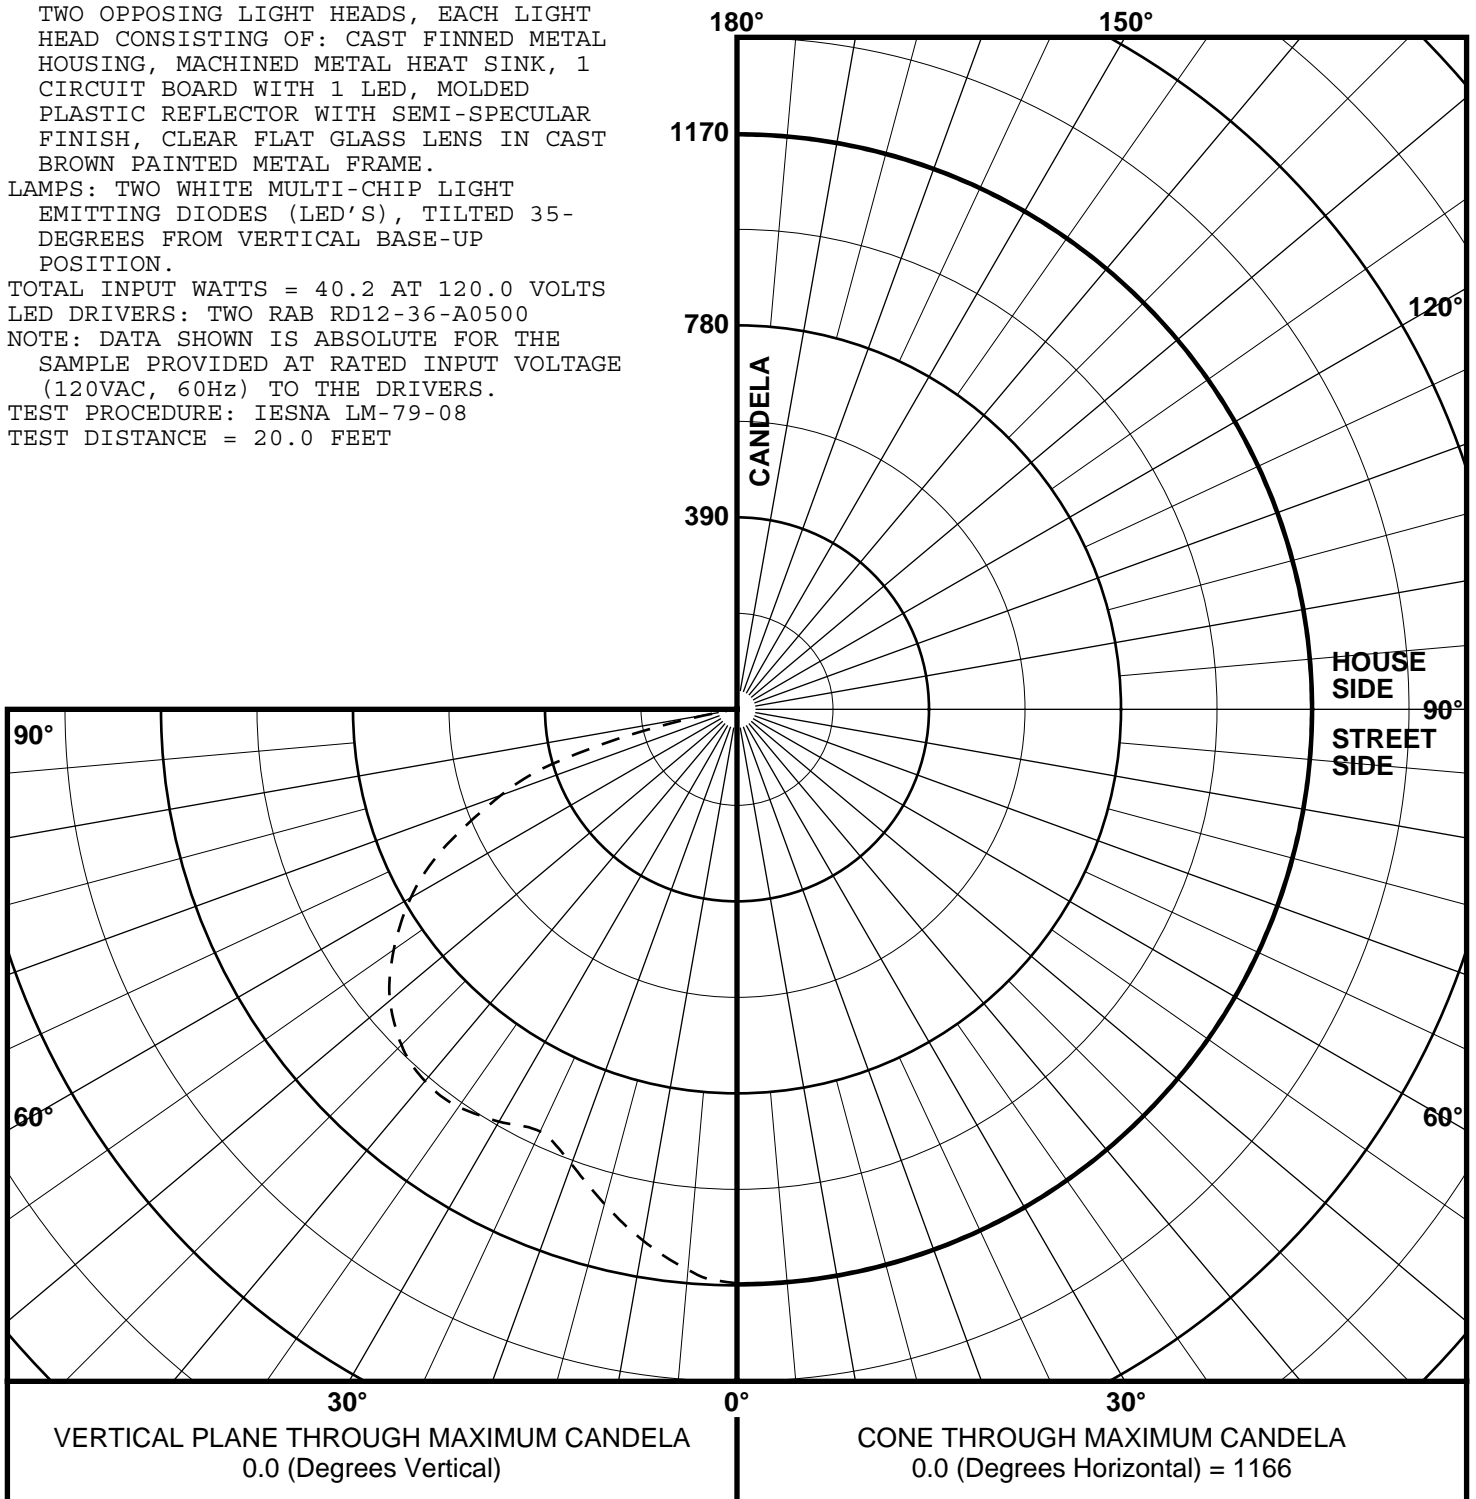 TWO OPPOSING LIGHT HEADS, EACH LIGHT
HEAD CONSISTING OF: CAST FINNED METAL
HOUSING, MACHINED METAL HEAT SINK, 1
CIRCUIT BOARD WITH 1 LED, MOLDED
PLASTIC REFLECTOR WITH SEMI-SPECULAR
FINISH, CLEAR FLAT GLASS LENS IN CAST
BROWN PAINTED METAL FRAME.
LAMPS: TWO WHITE MULTI-CHIP LIGHT
EMITTING DIODES (LED'S), TILTED 35-
DEGREES FROM VERTICAL BASE-UP
POSITION.
TOTAL INPUT WATTS = 40.2 AT 120.0 VOLTS
LED DRIVERS: TWO RAB RD12-36-A0500
NOTE: DATA SHOWN IS ABSOLUTE FOR THE
SAMPLE PROVIDED AT RATED INPUT VOLTAGE
(120VAC, 60Hz) TO THE DRIVERS.
TEST PROCEDURE: IESNA LM-79-08
TEST DISTANCE = 20.0 FEET
180°
150°
1170
120°
780
CANDELA
390
HOUSE
SIDE
90°
90°
STREET
SIDE
60°
60°
30°
0°
30°
VERTICAL PLANE THROUGH MAXIMUM CANDELA
0.0 (Degrees Vertical)
CONE THROUGH MAXIMUM CANDELA
0.0 (Degrees Horizontal) = 1166